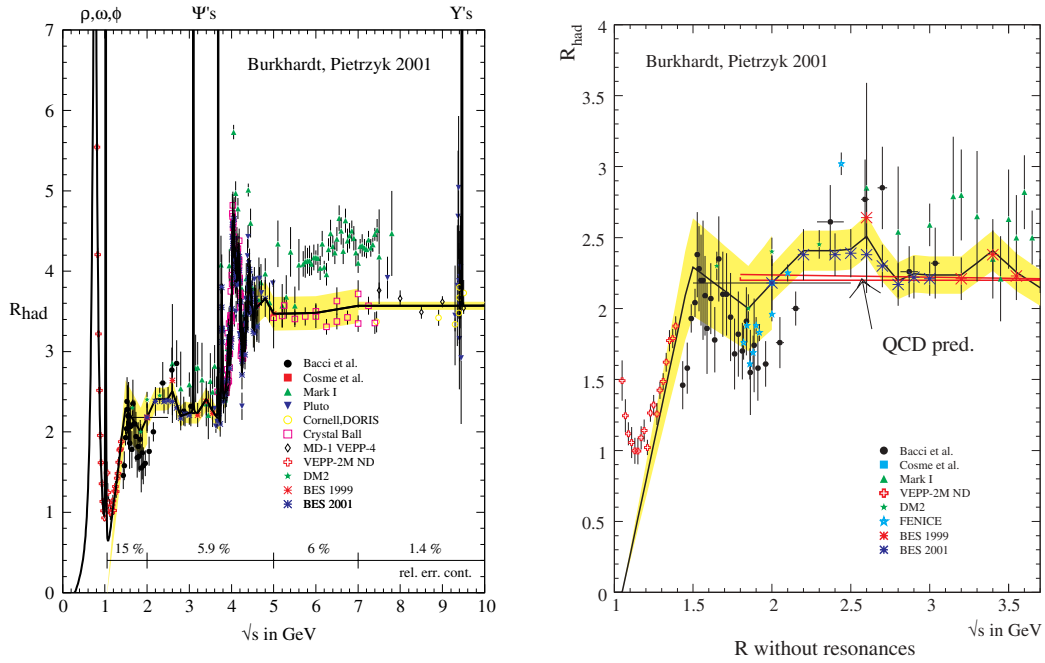 ρ,ω,ϕ
Ψ's
Υ's
7
6
5
4
3
2
1
0
R_had
Burkhardt, Pietrzyk 2001
Bacci et al.
Cosme et al.
Mark I
Pluto
Cornell,DORIS
Crystal Ball
MD-1 VEPP-4
VEPP-2M ND
DM2
BES 1999
BES 2001
15 %
5.9 %
6 %
1.4 %
rel. err. cont.
0 1 2 3 4 5 6 7 8 9 10
√s in GeV
R_had
4
3.5
3
2.5
2
1.5
1
0.5
0
Burkhardt, Pietrzyk 2001
QCD pred.
Bacci et al.
Cosme et al.
Mark I
VEPP-2M ND
DM2
FENICE
BES 1999
BES 2001
1 1.5 2 2.5 3 3.5
√s in GeV
R without resonances